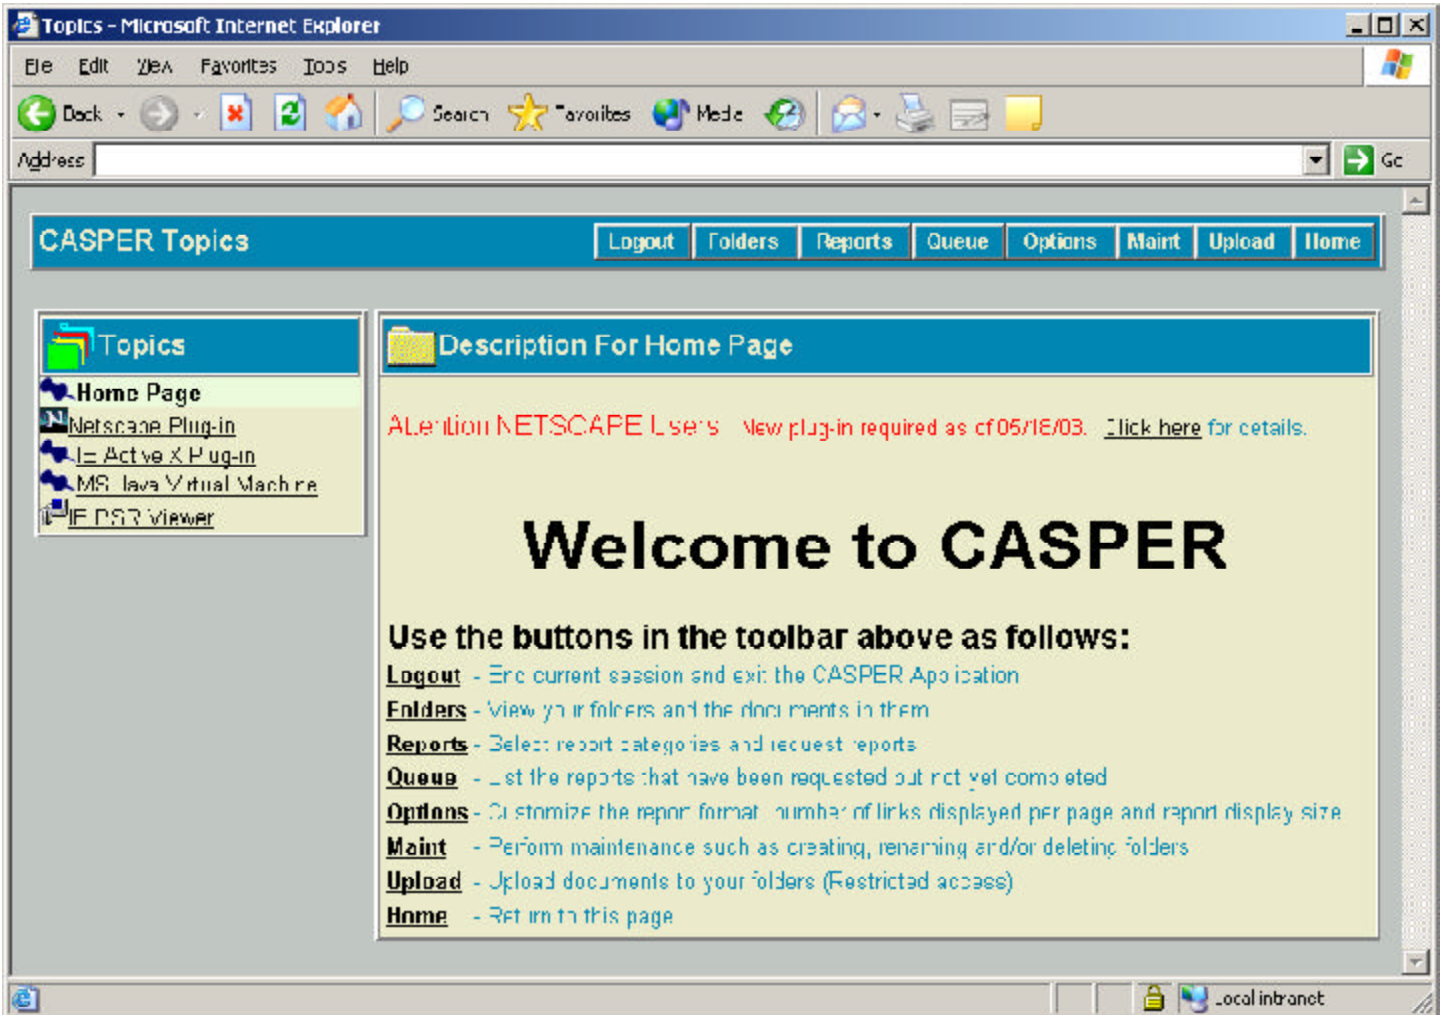 Topics - Microsoft Internet Explorer
File Edit View Favorites Tools Help
Back Search Favorites Media
Address Go
CASPER Topics Logout Folders Reports Queue Options Maint Upload Home
Topics
Home Page
Netscape Plug-in
IE Active X Plug-in
MS Java Virtual Machine
IE DSR Viewer
Description For Home Page
Attention NETSCAPE Users New plug-in required as of 05/18/03. Click here for details.
Welcome to CASPER
Use the buttons in the toolbar above as follows:
Logout - End current session and exit the CASPER Application
Folders - View your folders and the documents in them
Reports - Select report categories and request reports
Queue - List the reports that have been requested but not yet completed
Options - Customize the report format, number of links displayed per page and report display size
Maint - Perform maintenance such as creating, renaming and/or deleting folders
Upload - Upload documents to your folders (Restricted access)
Home - Return to this page
Local intranet